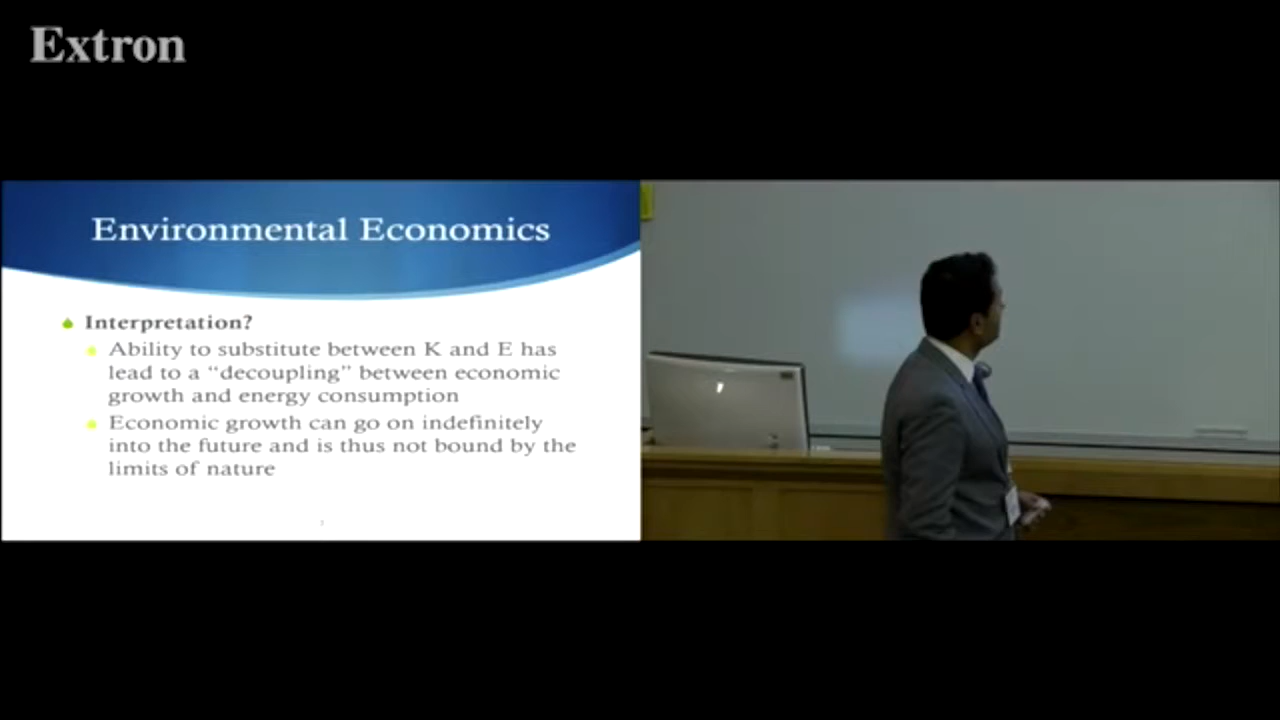 Extron
Environmental Economics
Interpretation?
Ability to substitute between K and E has
lead to a “decoupling” between economic
growth and energy consumption
Economic growth can go on indefinitely
into the future and is thus not bound by the
limits of nature